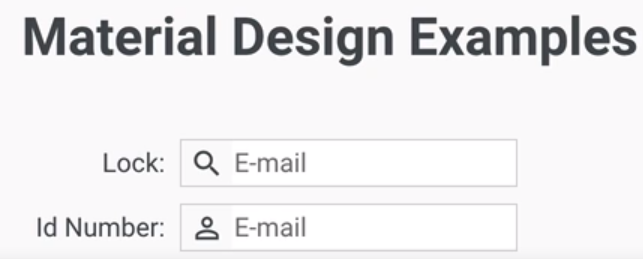 Material Design Examples
Lock: E-mail
Id Number: E-mail